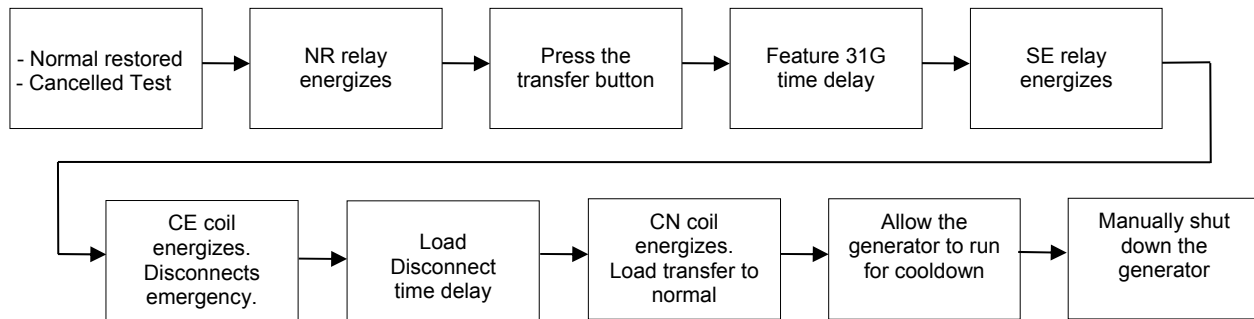 - Normal restored
- Cancelled Test
NR relay
energizes
Press the
transfer button
Feature 31G
time delay
SE relay
energizes
CE coil
energizes.
Disconnects
emergency.
Load
Disconnect
time delay
CN coil
energizes.
Load transfer to
normal
Allow the
generator to run
for cooldown
Manually shut
down the
generator